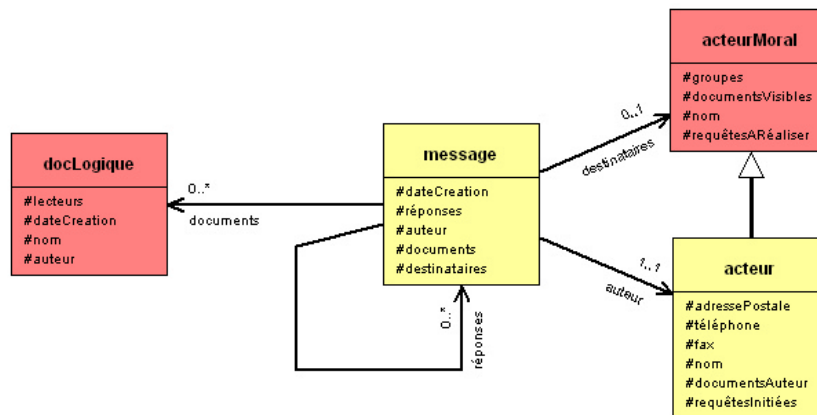 acteurMoral
#groupes
#documentsVisibles
#nom
#requêtesARéaliser
0..1
destinataires
docLogique
#lecteurs
#dateCreation
#nom
#auteur
0..*
documents
message
#dateCreation
#réponses
#auteur
#documents
#destinataires
0..*
réponses
1..1
auteur
acteur
#adressePostale
#téléphone
#fax
#nom
#documentsAuteur
#requêtesInitiées